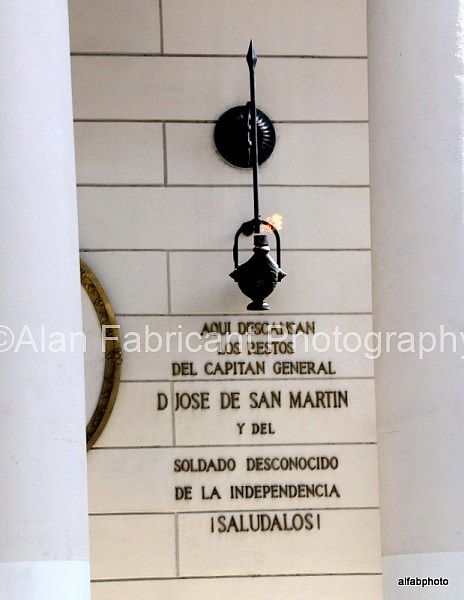 AQUI DESCANSAN
©Alan Fabricant Photography
LOS RESTOS
DEL CAPITAN GENERAL
D JOSE DE SAN MARTIN
Y DEL
SOLDADO DESCONOCIDO
DE LA INDEPENDENCIA
¡SALUDALOS!
alfabphoto